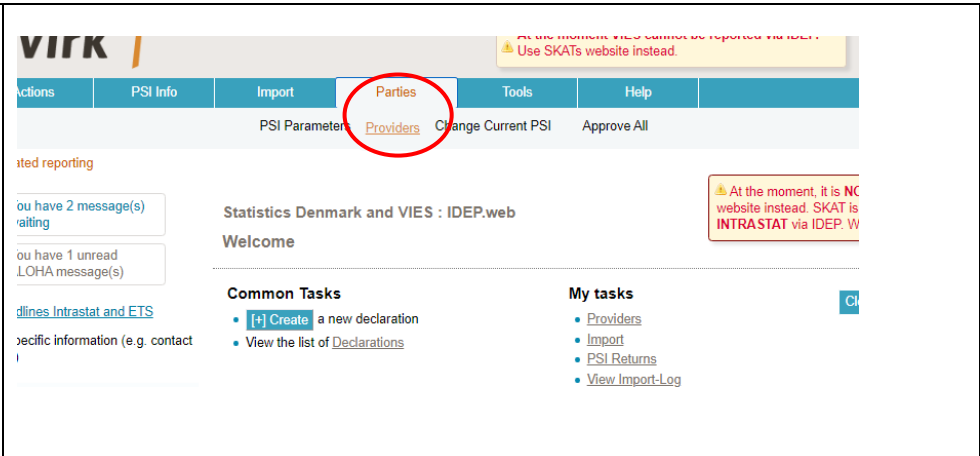 virk
At the moment VIES cannot be reported via IDEP.
Use SKATs website instead.
Actions PSI Info Import Parties Tools Help
PSI Parameters Providers Change Current PSI Approve All
ated reporting
ou have 2 message(s)
vaiting
At the moment, it is NO
website instead. SKAT is
INTRASTAT via IDEP. W
Statistics Denmark and VIES : IDEP.web
Welcome
ou have 1 unread
LOHA message(s)
dlines Intrastat and ETS
pecific information (e.g. contact
)
Common Tasks
[+] Create a new declaration
View the list of Declarations
My tasks
Providers
Import
PSI Returns
View Import-Log
Cl